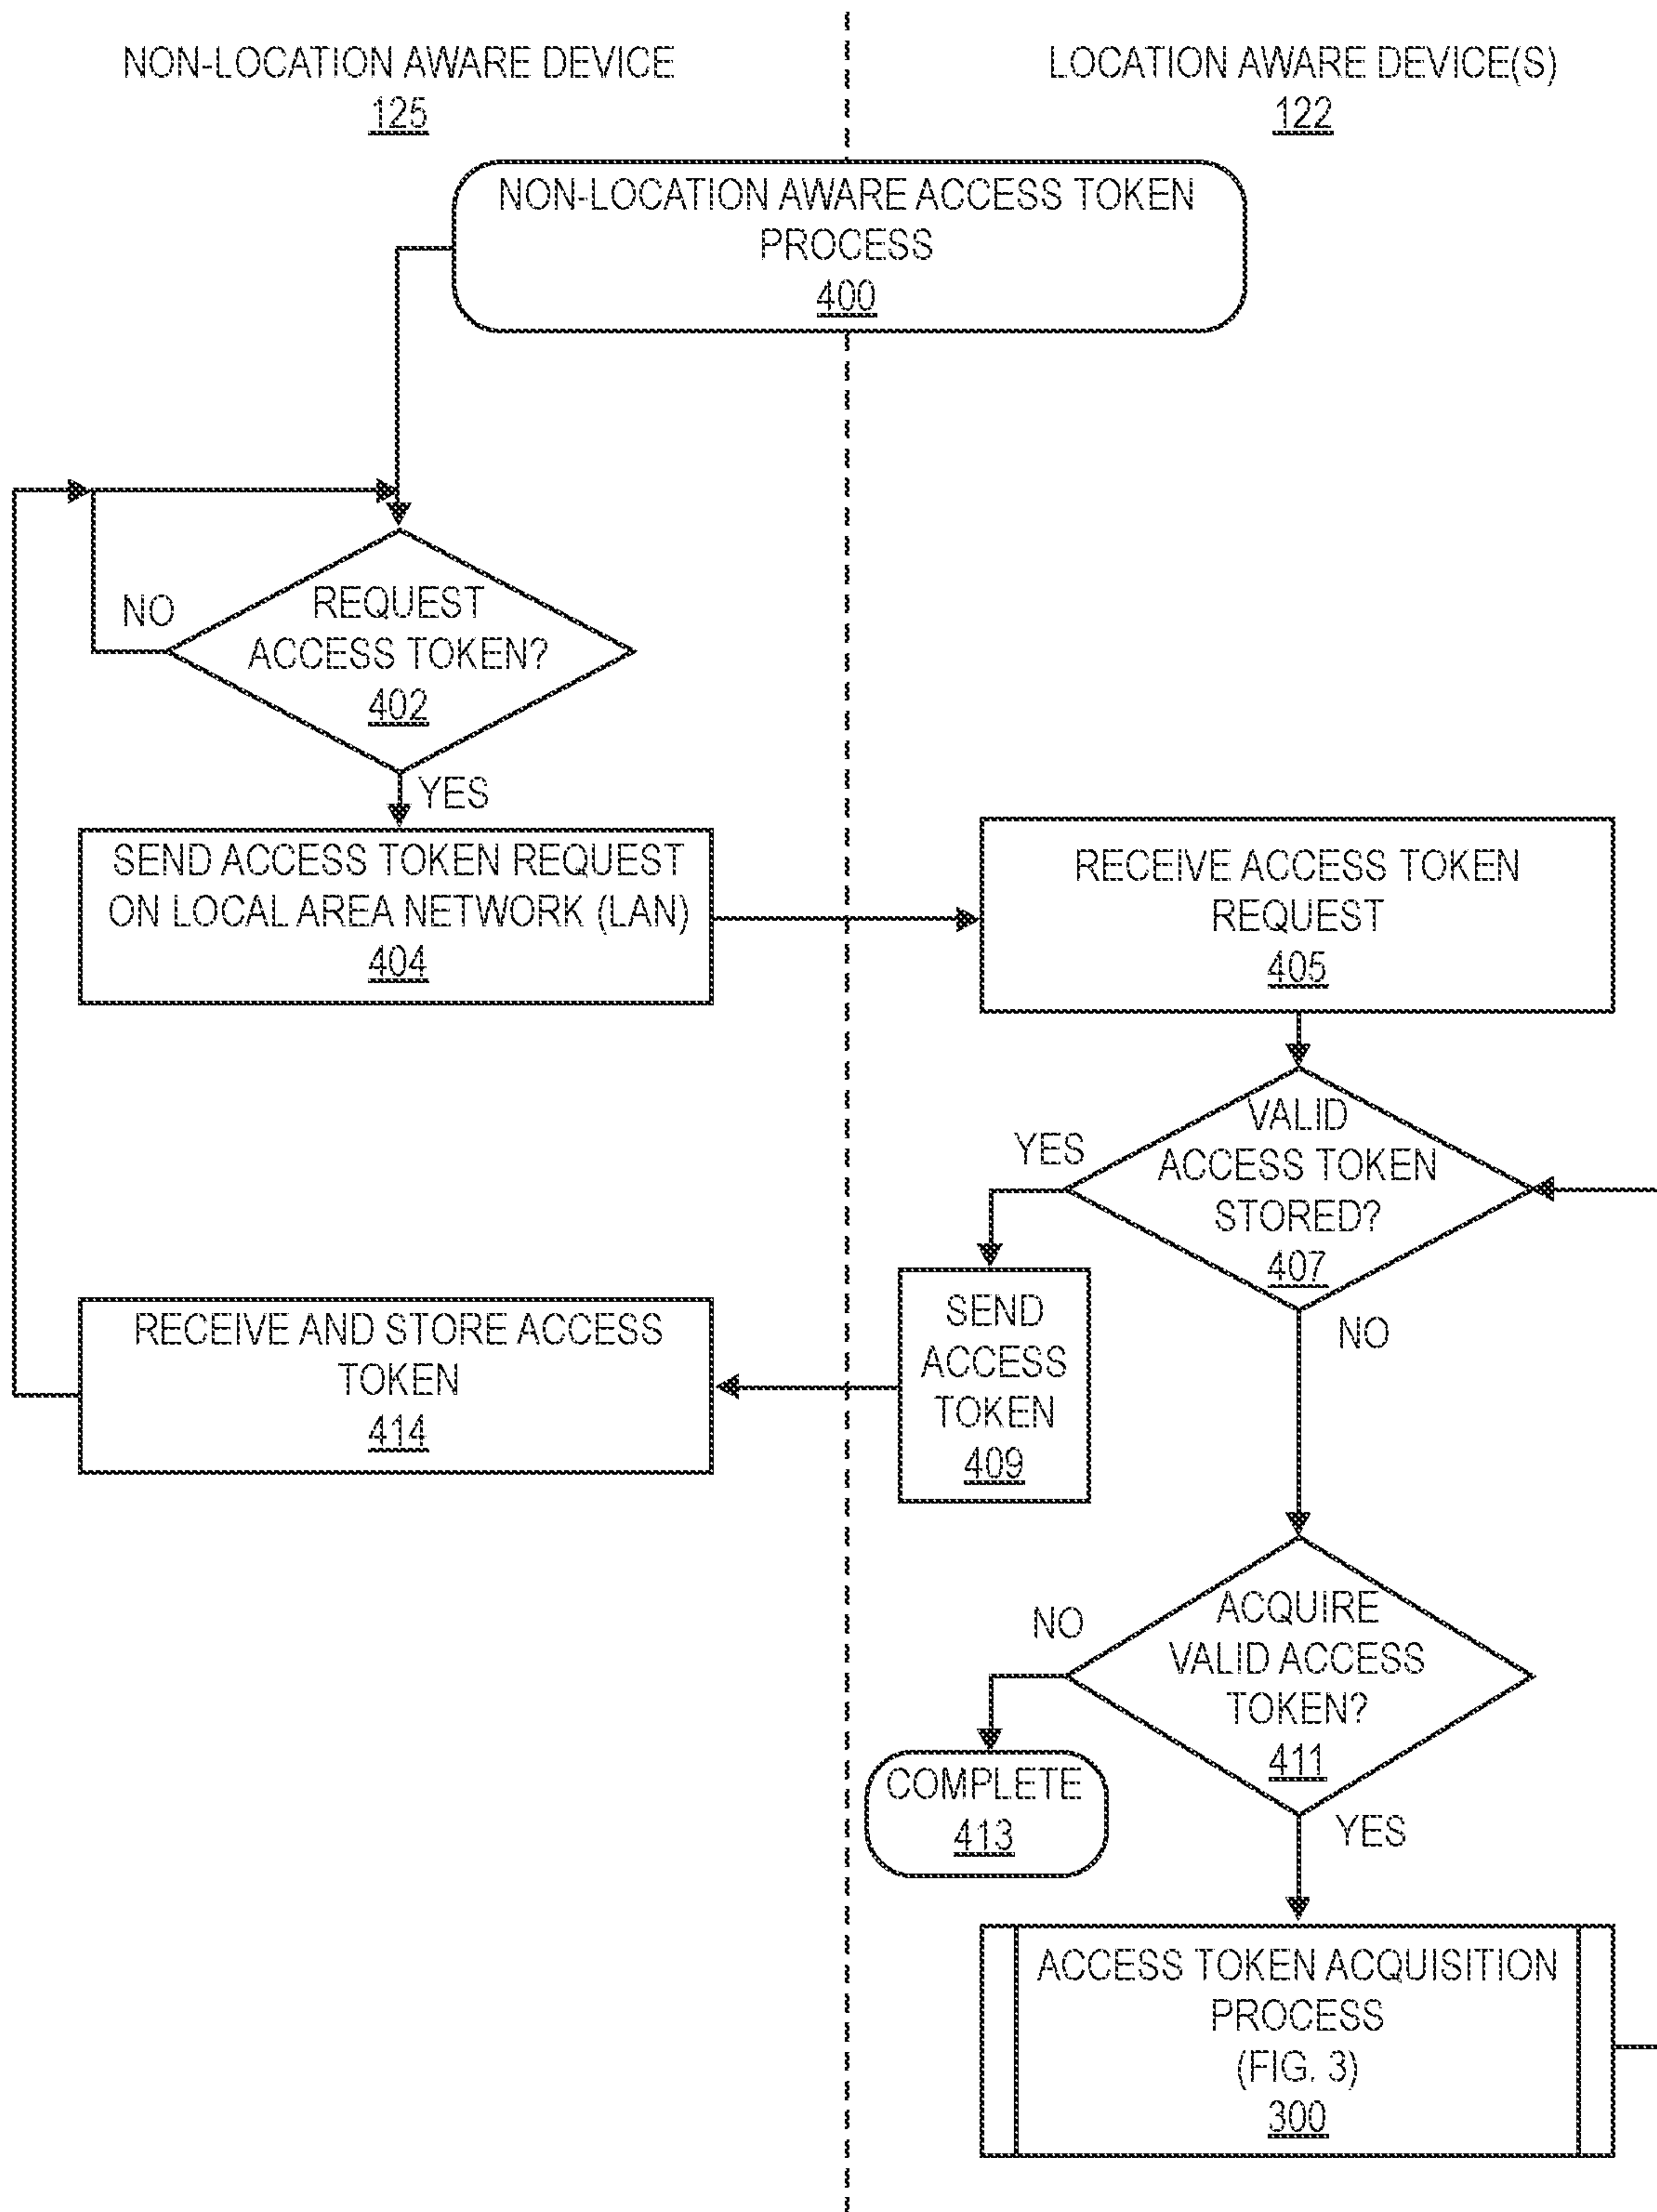 NON-LOCATION AWARE DEVICE
125
LOCATION AWARE DEVICE(S)
122
NON-LOCATION AWARE ACCESS TOKEN
PROCESS
400
NO
REQUEST
ACCESS TOKEN?
402
YES
SEND ACCESS TOKEN REQUEST
ON LOCAL AREA NETWORK (LAN)
404
RECEIVE ACCESS TOKEN
REQUEST
405
YES
VALID
ACCESS TOKEN
STORED?
407
NO
SEND
ACCESS
TOKEN
409
RECEIVE AND STORE ACCESS
TOKEN
414
NO
ACQUIRE
VALID ACCESS
TOKEN?
411
YES
COMPLETE
413
ACCESS TOKEN ACQUISITION
PROCESS
(FIG. 3)
300